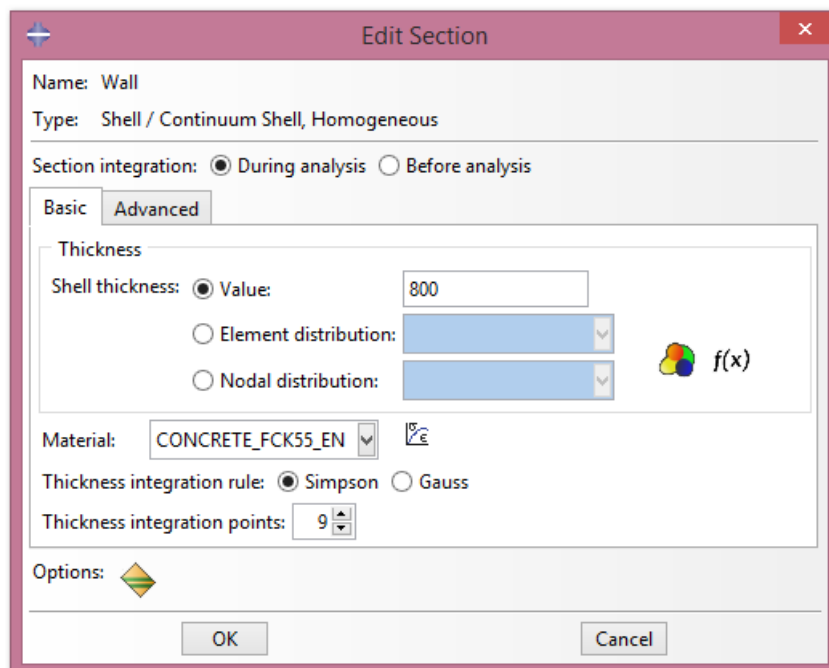 Edit Section
Name: Wall
Type: Shell / Continuum Shell, Homogeneous
Section integration: During analysis Before analysis
Basic Advanced
Thickness
Shell thickness: Value: 800
Element distribution:
f(x)
Nodal distribution:
Material: CONCRETE_FCK55_EN
Thickness integration rule: Simpson Gauss
Thickness integration points: 9
Options:
OK Cancel